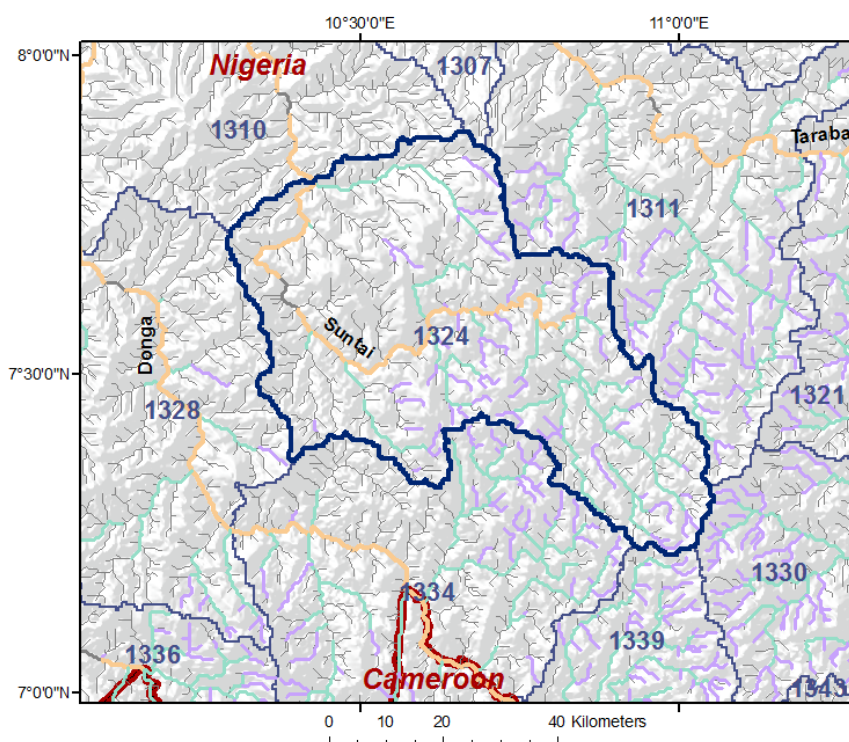 10°30'0"E
11°0'0"E
8°0'0"N
Nigeria
1307
1310
Taraba
1311
Suntai
1324
Donga
7°30'0"N
1321
1328
1330
1334
1339
1336
Cameroon
1343
7°0'0"N
0 10 20 40 Kilometers